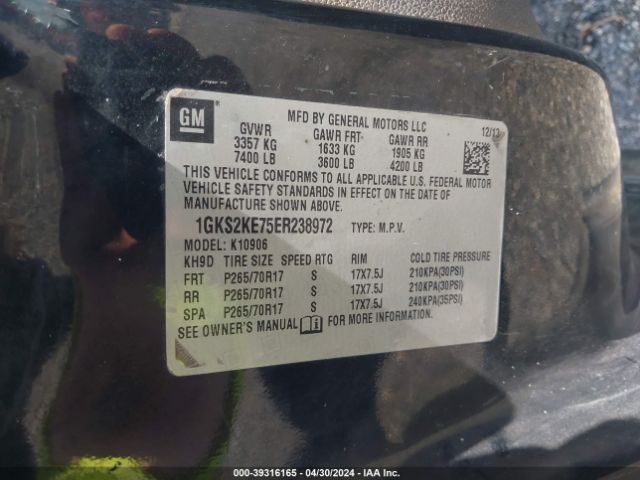 GM
MFD BY GENERAL MOTORS LLC
GVWR GAWR FRT GAWR RR 12/13
3357 KG 1633 KG 1905 KG
7400 LB 3600 LB 4200 LB
THIS VEHICLE CONFORMS TO ALL APPLICABLE U.S. FEDERAL MOTOR
VEHICLE SAFETY STANDARDS IN EFFECT ON THE DATE OF
MANUFACTURE SHOWN ABOVE.
1GKS2KE75ER238972 TYPE: M.P.V.
MODEL: K10906
KH9D TIRE SIZE SPEED RTG RIM COLD TIRE PRESSURE
FRT P265/70R17 S 17X7.5J 210KPA(30PSI)
RR P265/70R17 S 17X7.5J 210KPA(30PSI)
SPA P265/70R17 S 17X7.5J 240KPA(35PSI)
SEE OWNER'S MANUAL FOR MORE INFORMATION.
000-39316165 - 04/30/2024 - IAA Inc.